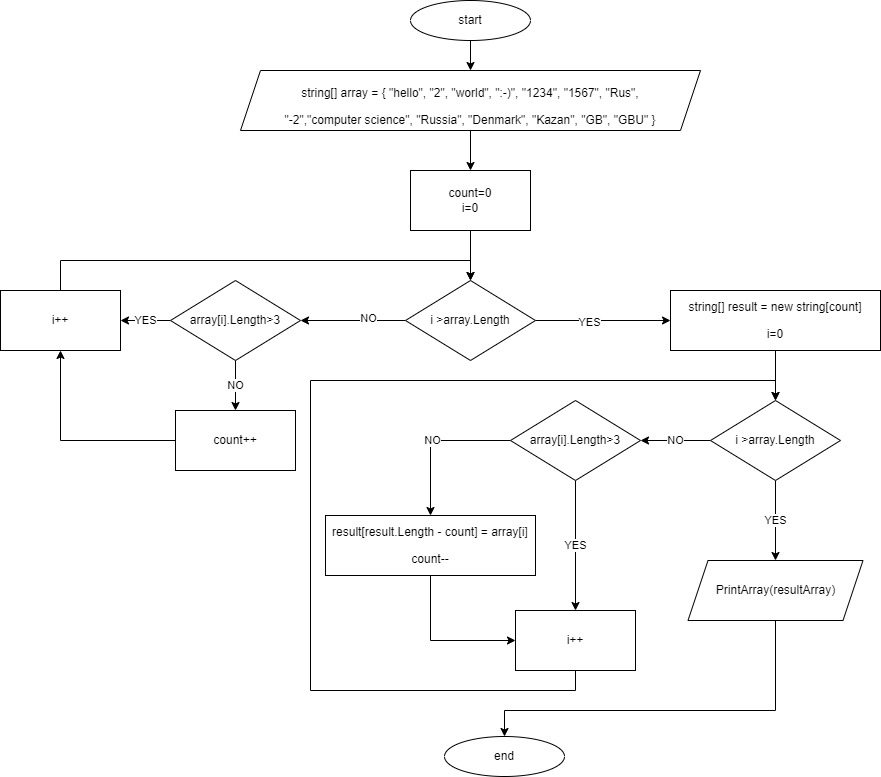 start
string[] array = { "hello", "2", "world", ":-)", "1234", "1567", "Rus",
"-2","computer science", "Russia", "Denmark", "Kazan", "GB", "GBU" }
count=0
i=0
i++
YES
array[i].Length>3
NO
i >array.Length
YES
string[] result = new string[count]
i=0
NO
count++
NO
array[i].Length>3
NO
i >array.Length
result[result.Length - count] = array[i]
count--
YES
YES
PrintArray(resultArray)
i++
end